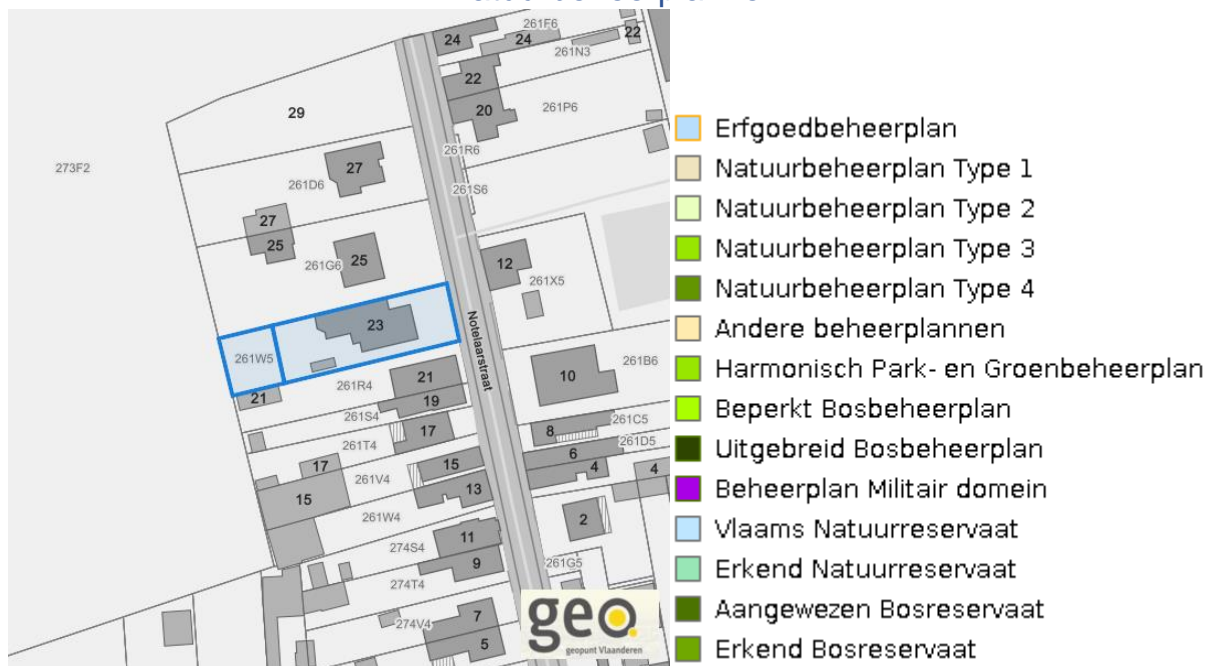 24
24
261F6
22
261N3
22
20
261P6
29
273F2
261R6
27
261D6
261S6
27
25
25
261G6
12
261X5
Notelaarstraat
23
261W5
261B6
10
21
261R4
21
19
261S4
261C5
17
8
261T4
261D5
6
17
15
4
4
261V4
15
13
261W4
2
11
274S4
9
261G5
274T4
7
274V4
5
geo
geopunt Vlaanderen
Erfgoedbeheerplan
Natuurbeheerplan Type 1
Natuurbeheerplan Type 2
Natuurbeheerplan Type 3
Natuurbeheerplan Type 4
Andere beheerplannen
Harmonisch Park- en Groenbeheerplan
Beperkt Bosbeheerplan
Uitgebreid Bosbeheerplan
Beheerplan Militair domein
Vlaams Natuurreservaat
Erkend Natuurreservaat
Aangewezen Bosreservaat
Erkend Bosreservaat